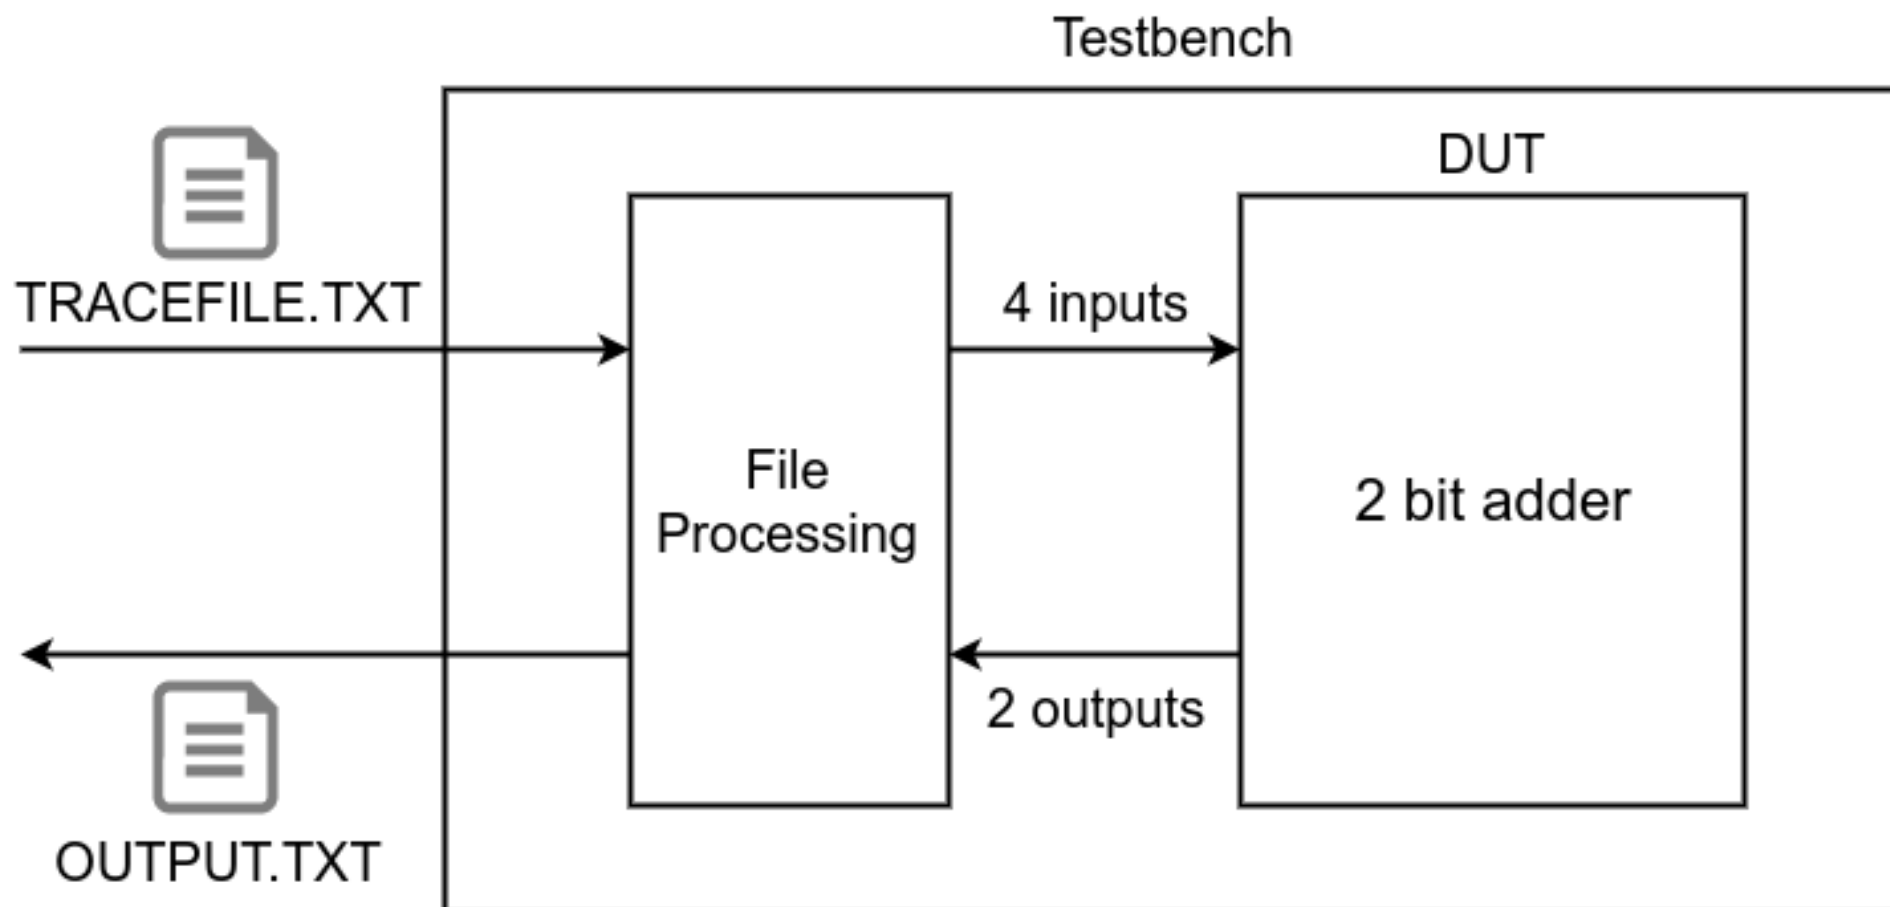 Testbench
DUT
TRACEFILE.TXT
4 inputs
File
Processing
2 bit adder
2 outputs
OUTPUT.TXT